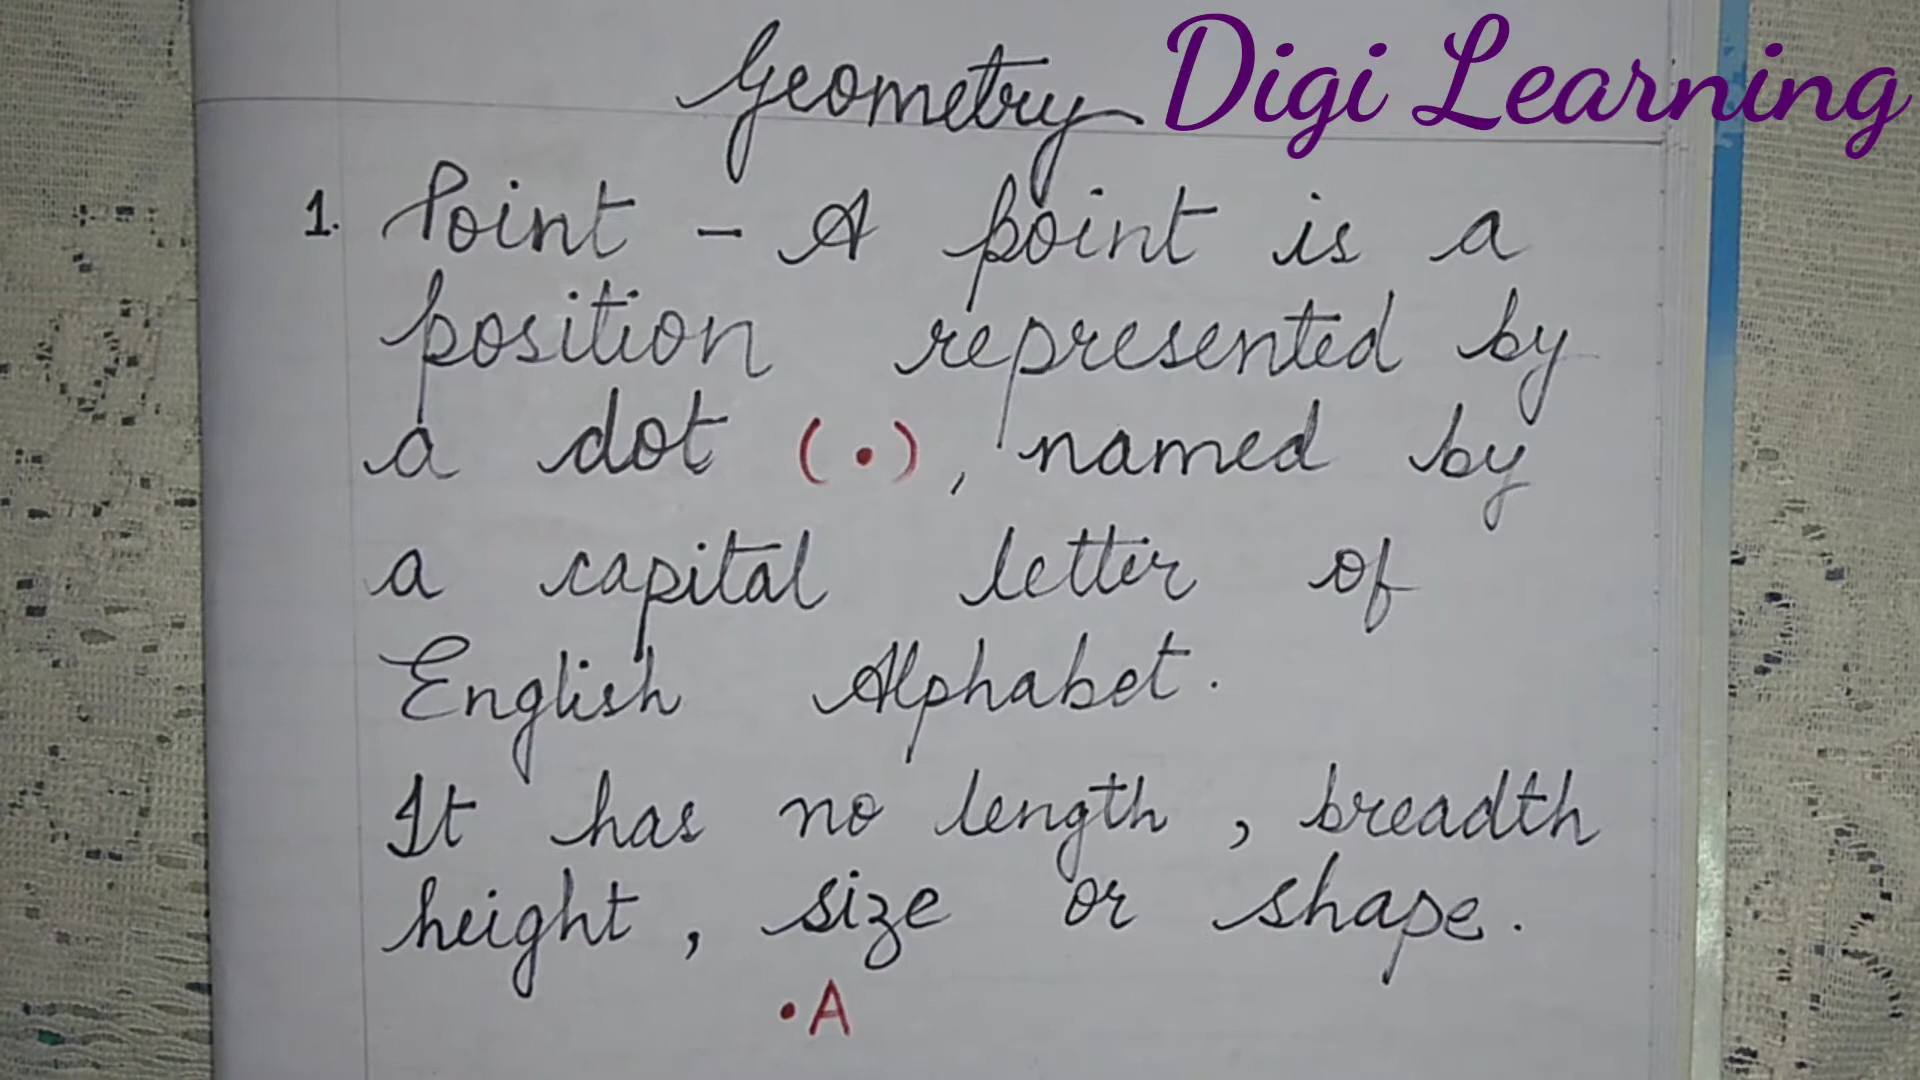 Geometry Digi Learning
1. Point - A point is a
position represented by
a dot (•), named by
a capital letter of
English Alphabet.
It has no length, breadth
height, size or shape.
•A